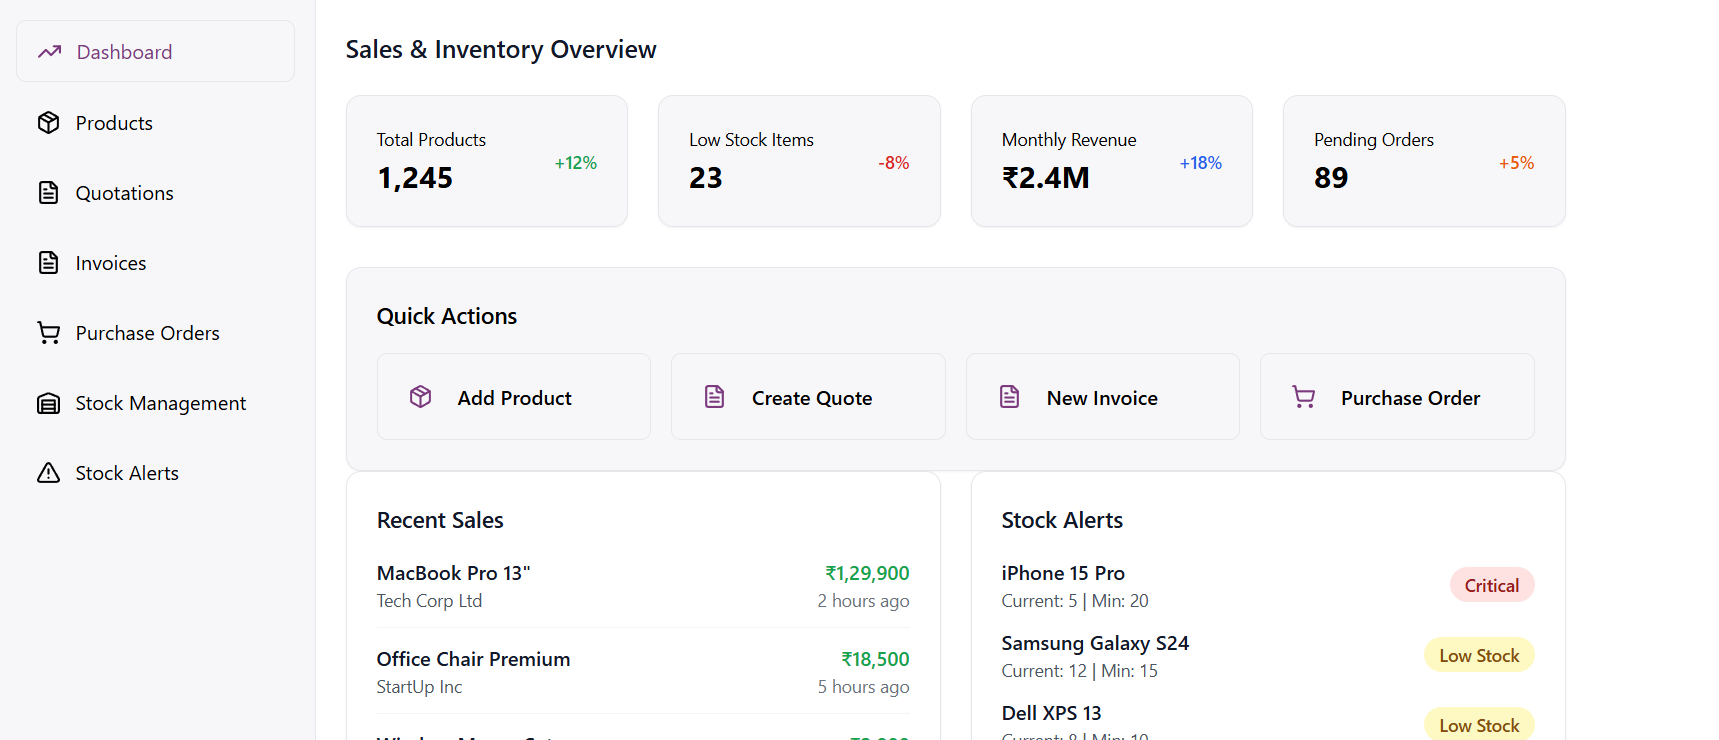 Dashboard
Products
Quotations
Invoices
Purchase Orders
Stock Management
Stock Alerts
Sales & Inventory Overview
Total Products
1,245
+12%
Low Stock Items
23
-8%
Monthly Revenue
₹2.4M
+18%
Pending Orders
89
+5%
Quick Actions
Add Product
Create Quote
New Invoice
Purchase Order
Recent Sales
MacBook Pro 13"
₹1,29,900
Tech Corp Ltd
2 hours ago
Office Chair Premium
₹18,500
StartUp Inc
5 hours ago
Stock Alerts
iPhone 15 Pro
Current: 5 | Min: 20
Critical
Samsung Galaxy S24
Current: 12 | Min: 15
Low Stock
Dell XPS 13
Current: 8 | Min: 10
Low Stock